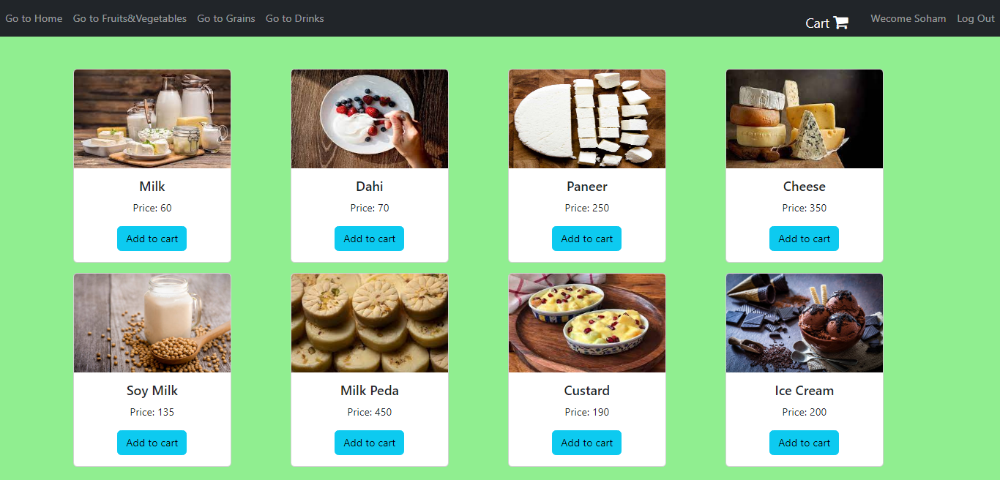 Go to Home Go to Fruits&Vegetables Go to Grains Go to Drinks Cart Wecome Soham Log Out
Milk Dahi Paneer Cheese
Price: 60 Price: 70 Price: 250 Price: 350
Add to cart Add to cart Add to cart Add to cart
Soy Milk Milk Peda Custard Ice Cream
Price: 135 Price: 450 Price: 190 Price: 200
Add to cart Add to cart Add to cart Add to cart